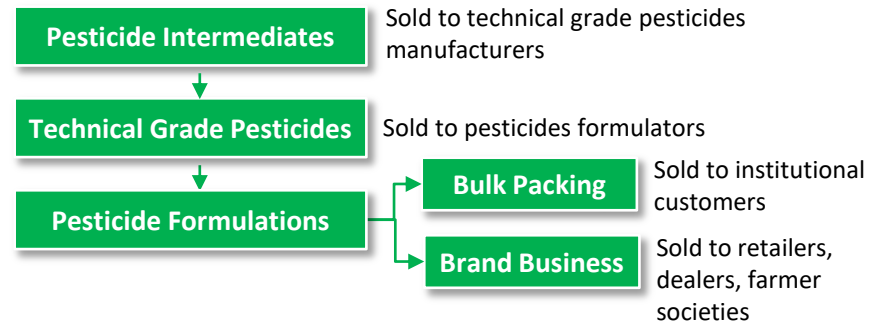 Pesticide Intermediates
Sold to technical grade pesticides
manufacturers
Technical Grade Pesticides
Sold to pesticides formulators
Pesticide Formulations
Bulk Packing
Sold to institutional
customers
Brand Business
Sold to retailers,
dealers, farmer
societies